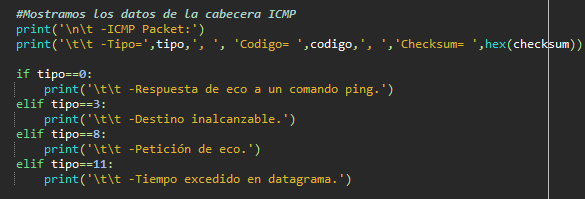 #Mostramos los datos de la cabecera ICMP
print('\n\t -ICMP Packet:')
print('\t\t -Tipo=',tipo,', ', 'Codigo= ',codigo,', ','Checksum= ',hex(checksum))
if tipo==0:
print('\t\t -Respuesta de eco a un comando ping.')
elif tipo==3:
print('\t\t -Destino inalcanzable.')
elif tipo==8:
print('\t\t -Petición de eco.')
elif tipo==11:
print('\t\t -Tiempo excedido en datagrama.')